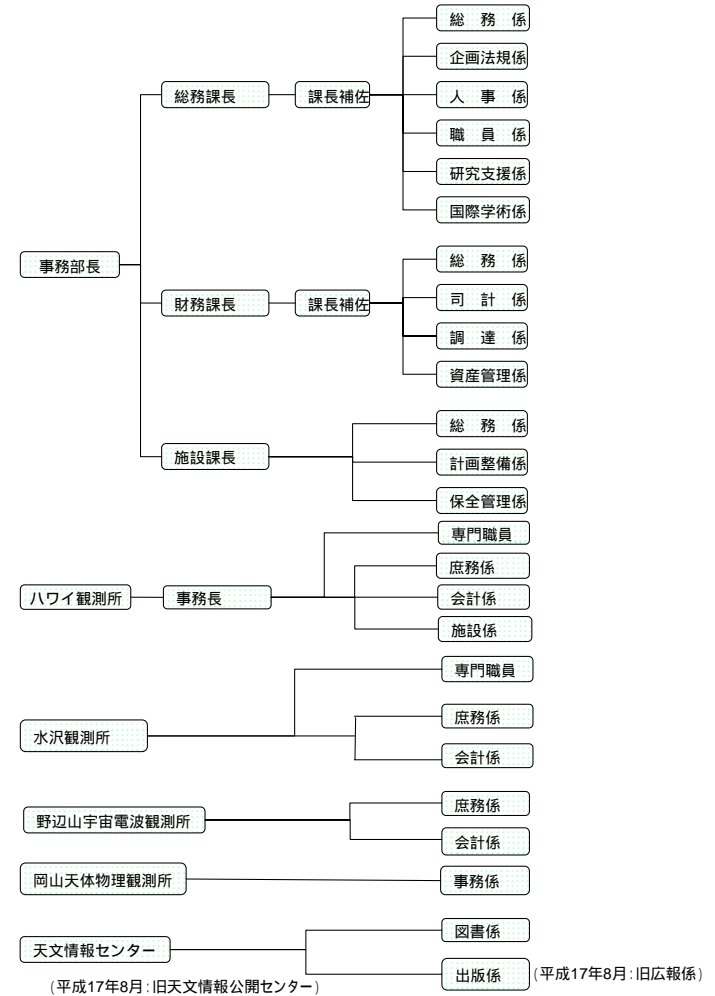 総　務　係
企画法規係
人　事　係
総務課長　課長補佐
職　員　係
研究支援係
国際学術係
事務部長
総　務　係
司　計　係
財務課長　課長補佐
調　達　係
資産管理係
総　務　係
施設課長
計画整備係
保全管理係
専門職員
庶務係
ハワイ観測所　事務長
会計係
施設係
専門職員
庶務係
水沢観測所
会計係
庶務係
野辺山宇宙電波観測所
会計係
岡山天体物理観測所
事務係
図書係
天文情報センター
出版係　(平成17年8月：旧広報係)
(平成17年8月：旧天文情報公開センター)